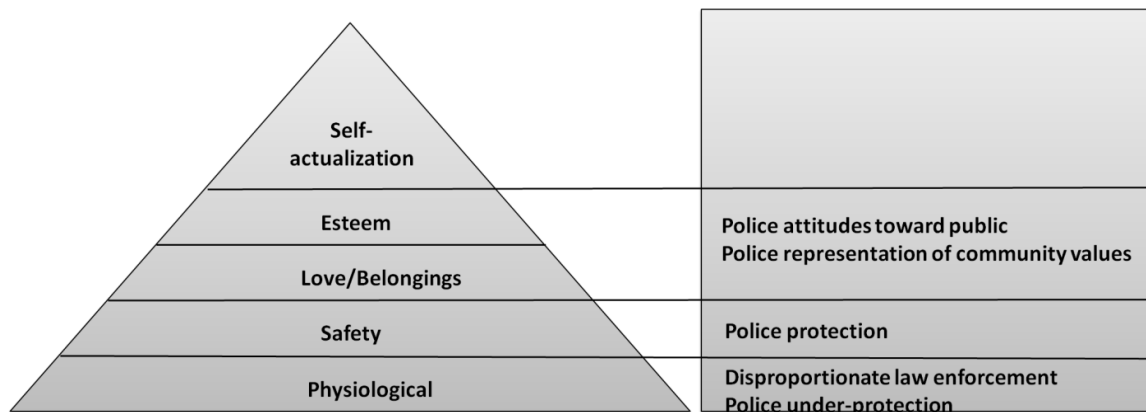 Self-
actualization
Esteem
Love/Belongings
Safety
Physiological
Police attitudes toward public
Police representation of community values
Police protection
Disproportionate law enforcement
Police under-protection